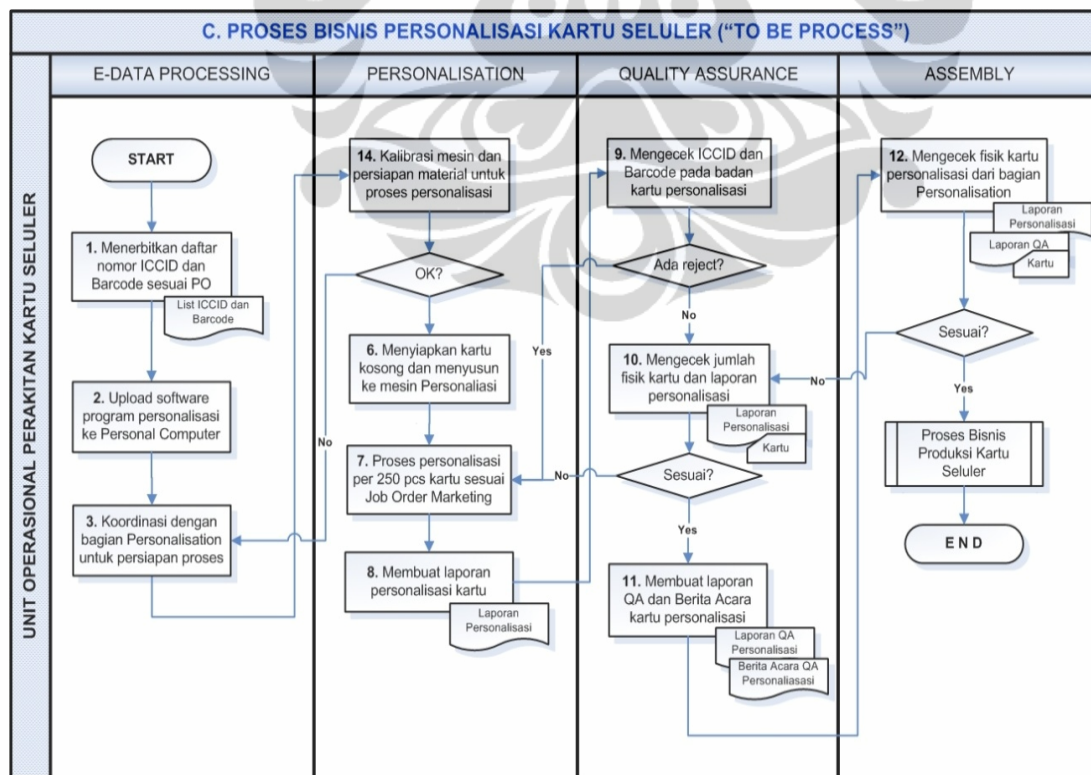 C. PROSES BISNIS PERSONALISASI KARTU SELULER ("TO BE PROCESS")
UNIT OPERASIONAL PERAKITAN KARTU SELULER
E-DATA PROCESSING
PERSONALISATION
QUALITY ASSURANCE
ASSEMBLY
START
1. Menerbitkan daftar
nomor ICCID dan
Barcode sesuai PO
List ICCID dan
Barcode
2. Upload software
program personalisasi
ke Personal Computer
3. Koordinasi dengan
bagian Personalisation
untuk persiapan proses
14. Kalibrasi mesin dan
persiapan material untuk
proses personalisasi
OK?
No
6. Menyiapkan kartu
kosong dan menyusun
ke mesin Personaliasi
7. Proses personalisasi
per 250 pcs kartu sesuai
Job Order Marketing
8. Membuat laporan
personalisasi kartu
Laporan
Personalisasi
9. Mengecek ICCID dan
Barcode pada badan
kartu personalisasi
Ada reject?
Yes
No
10. Mengecek jumlah
fisik kartu dan laporan
personalisasi
Laporan
Personalisasi
Kartu
Sesuai?
No
Yes
11. Membuat laporan
QA dan Berita Acara
kartu personalisasi
Laporan QA
Personalisasi
Berita Acara QA
Personaliasasi
12. Mengecek fisik kartu
personalisasi dari bagian
Personalisation
Laporan
Personalisasi
Laporan QA
Kartu
Sesuai?
No
Yes
Proses Bisnis
Produksi Kartu
Seluler
E N D